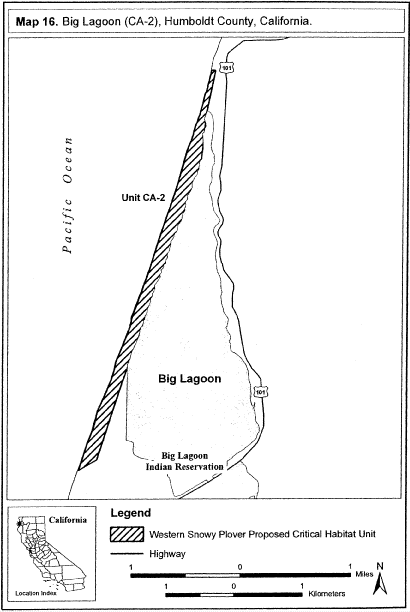 Map 16. Big Lagoon (CA-2), Humboldt County, California.
101
Pacific Ocean
Unit CA-2
Big Lagoon
101
Big Lagoon
Indian Reservation
California
Location Index
Legend
Western Snowy Plover Proposed Critical Habitat Unit
Highway
1 0 1
Miles
1 0 1
Kilometers
N